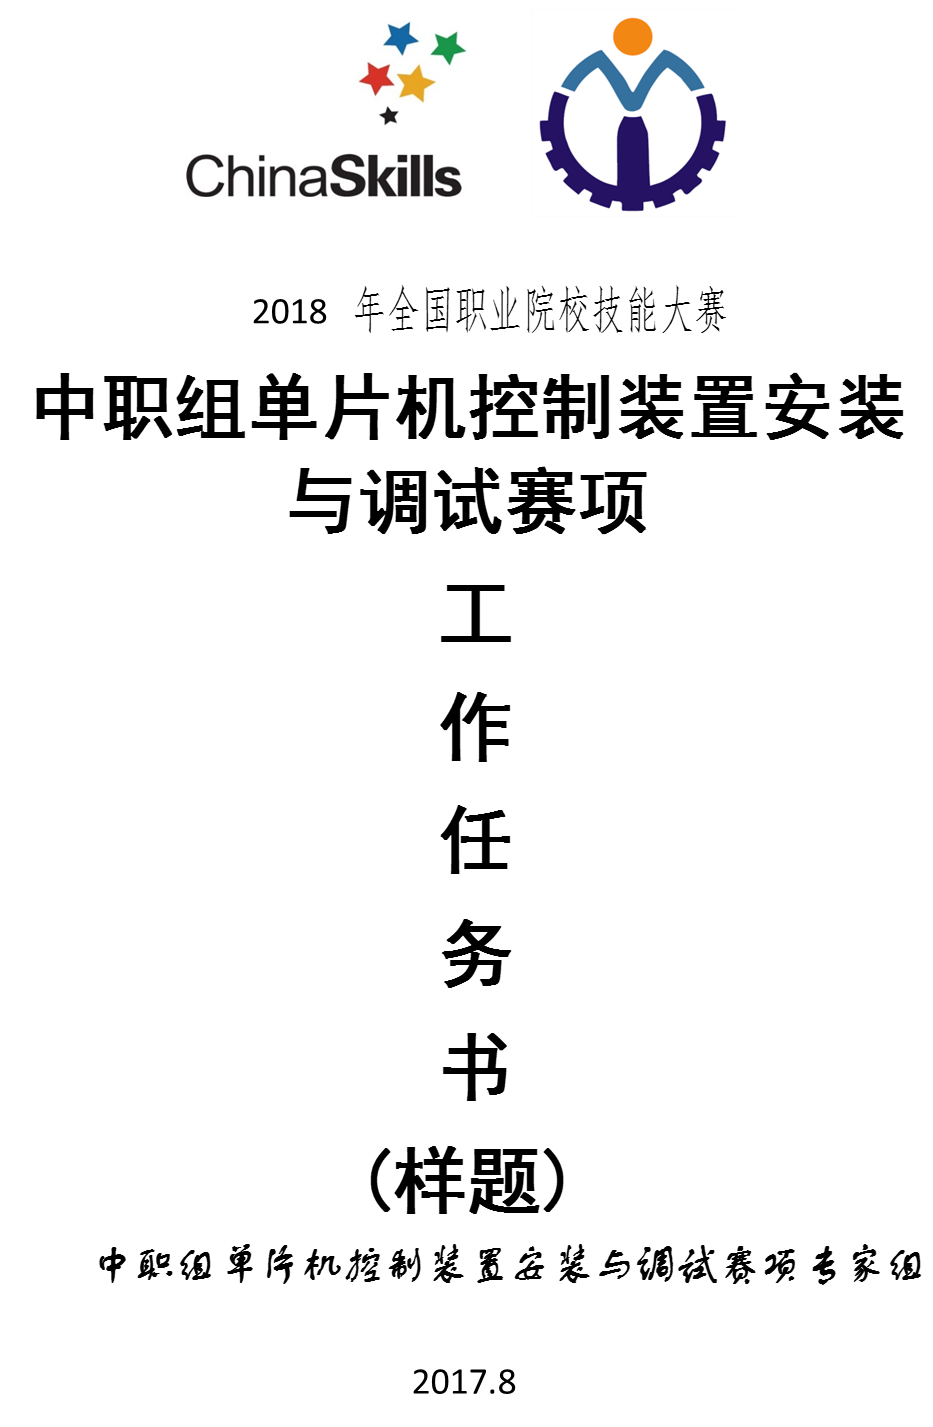 ChinaSkills
2018 年全国职业院校技能大赛
中职组单片机控制装置安装
与调试赛项
工
作
任
务
书
(样题)
中职组单片机控制装置安装与调试赛项专家组
2017.8